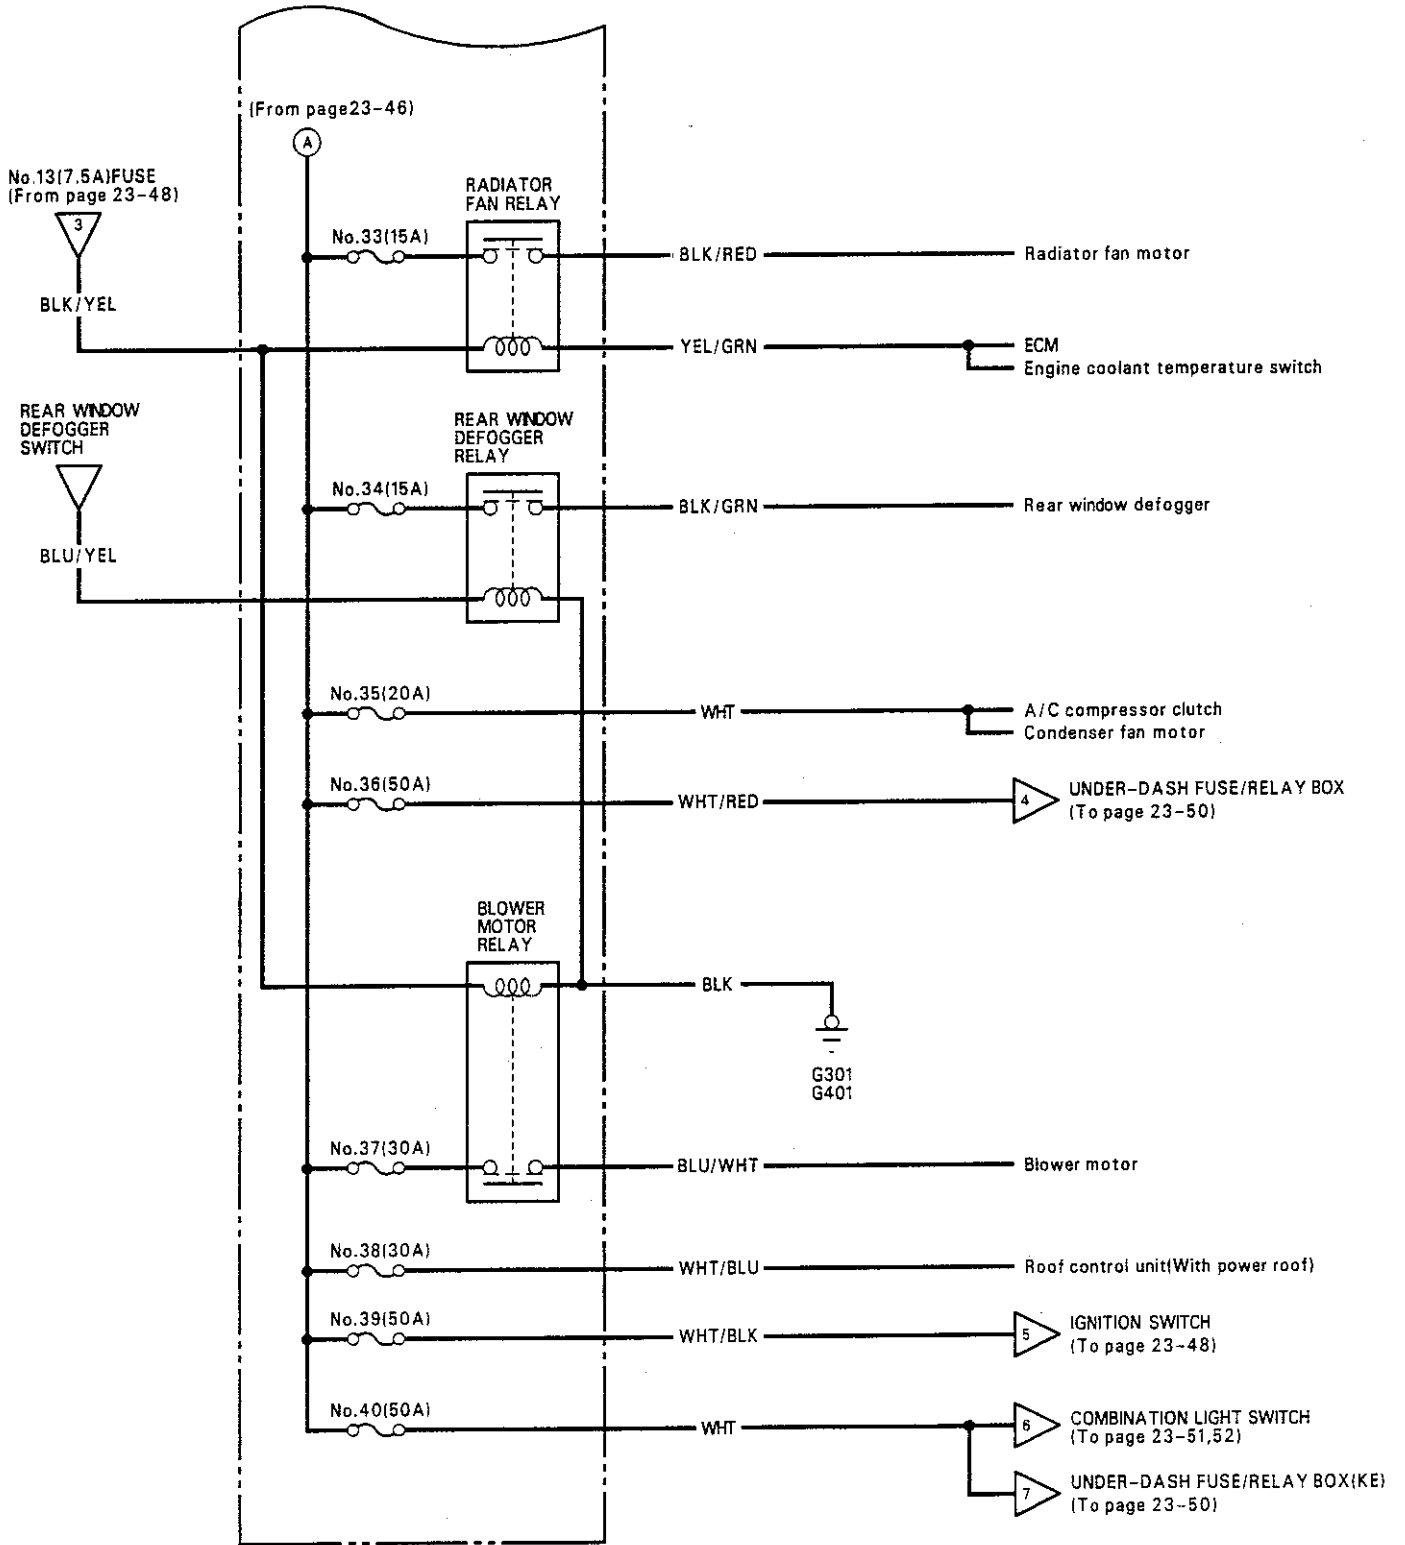 (From page23-46)
A
No.13(7.5A)FUSE
(From page 23-48)
3
BLK/YEL
RADIATOR
FAN RELAY
No.33(15A)
BLK/RED
Radiator fan motor
YEL/GRN
ECM
Engine coolant temperature switch
REAR WINDOW
DEFOGGER
SWITCH
BLU/YEL
REAR WINDOW
DEFOGGER
RELAY
No.34(15A)
BLK/GRN
Rear window defogger
No.35(20A)
WHT
A/C compressor clutch
Condenser fan motor
No.36(50A)
WHT/RED
4
UNDER-DASH FUSE/RELAY BOX
(To page 23-50)
BLOWER
MOTOR
RELAY
BLK
G301
G401
No.37(30A)
BLU/WHT
Blower motor
No.38(30A)
WHT/BLU
Roof control unit(With power roof)
No.39(50A)
WHT/BLK
5
IGNITION SWITCH
(To page 23-48)
No.40(50A)
WHT
6
COMBINATION LIGHT SWITCH
(To page 23-51,52)
7
UNDER-DASH FUSE/RELAY BOX(KE)
(To page 23-50)